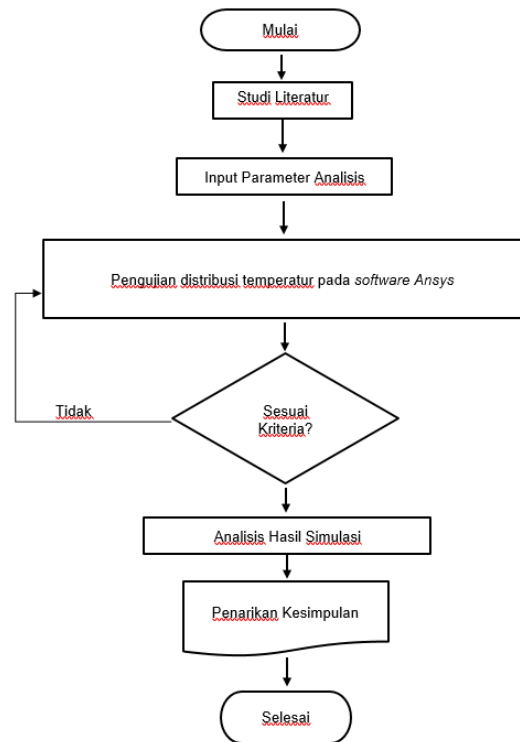 Mulai
Studi Literatur
Input Parameter Analisis
Pengujian distribusi temperatur pada software Ansys
Tidak
Sesuai
Kriteria?
Analisis Hasil Simulasi
Penarikan Kesimpulan
Selesai